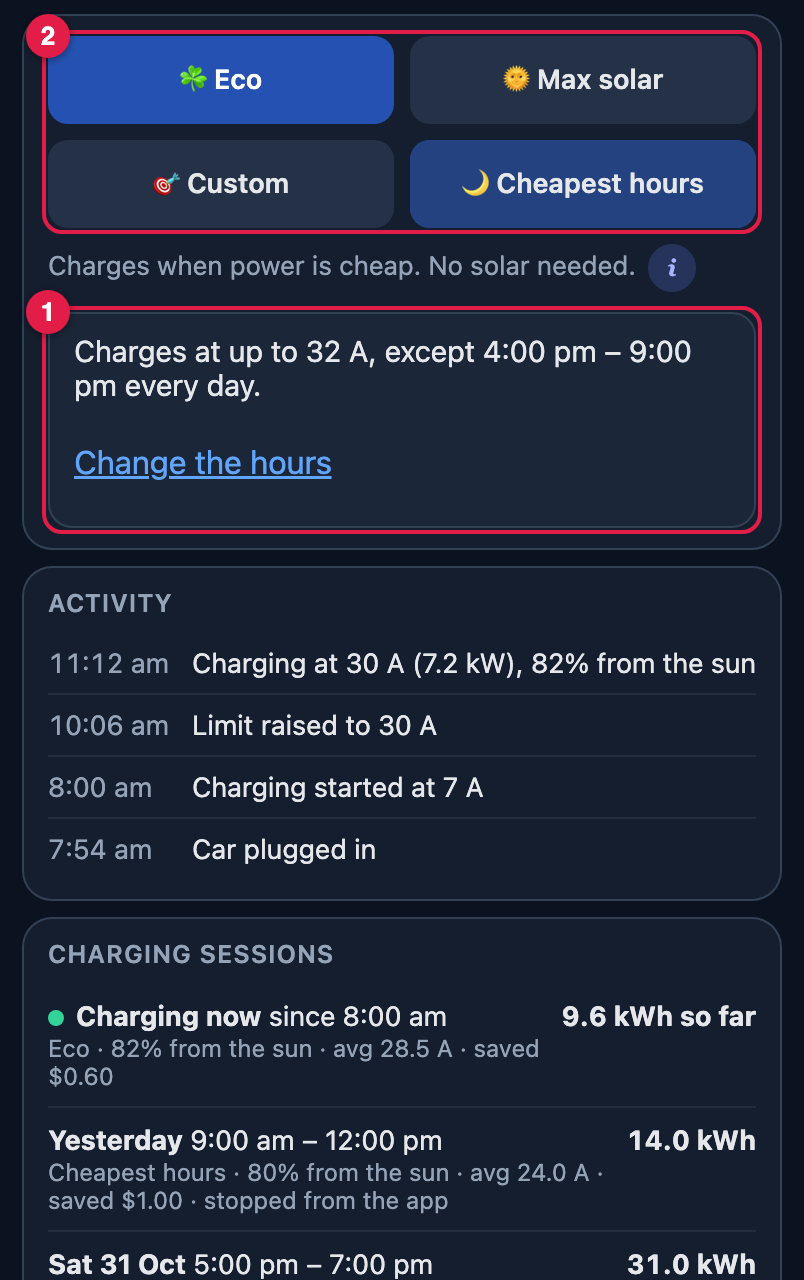 2
☘️ Eco
🌞 Max solar
🎯 Custom
🌙 Cheapest hours
Charges when power is cheap. No solar needed. i
1
Charges at up to 32 A, except 4:00 pm – 9:00
pm every day.
Change the hours
ACTIVITY
11:12 am Charging at 30 A (7.2 kW), 82% from the sun
10:06 am Limit raised to 30 A
8:00 am Charging started at 7 A
7:54 am Car plugged in
CHARGING SESSIONS
Charging now since 8:00 am 9.6 kWh so far
Eco · 82% from the sun · avg 28.5 A · saved
$0.60
Yesterday 9:00 am – 12:00 pm 14.0 kWh
Cheapest hours · 80% from the sun · avg 24.0 A ·
saved $1.00 · stopped from the app
Sat 31 Oct 5:00 pm – 7:00 pm 31.0 kWh